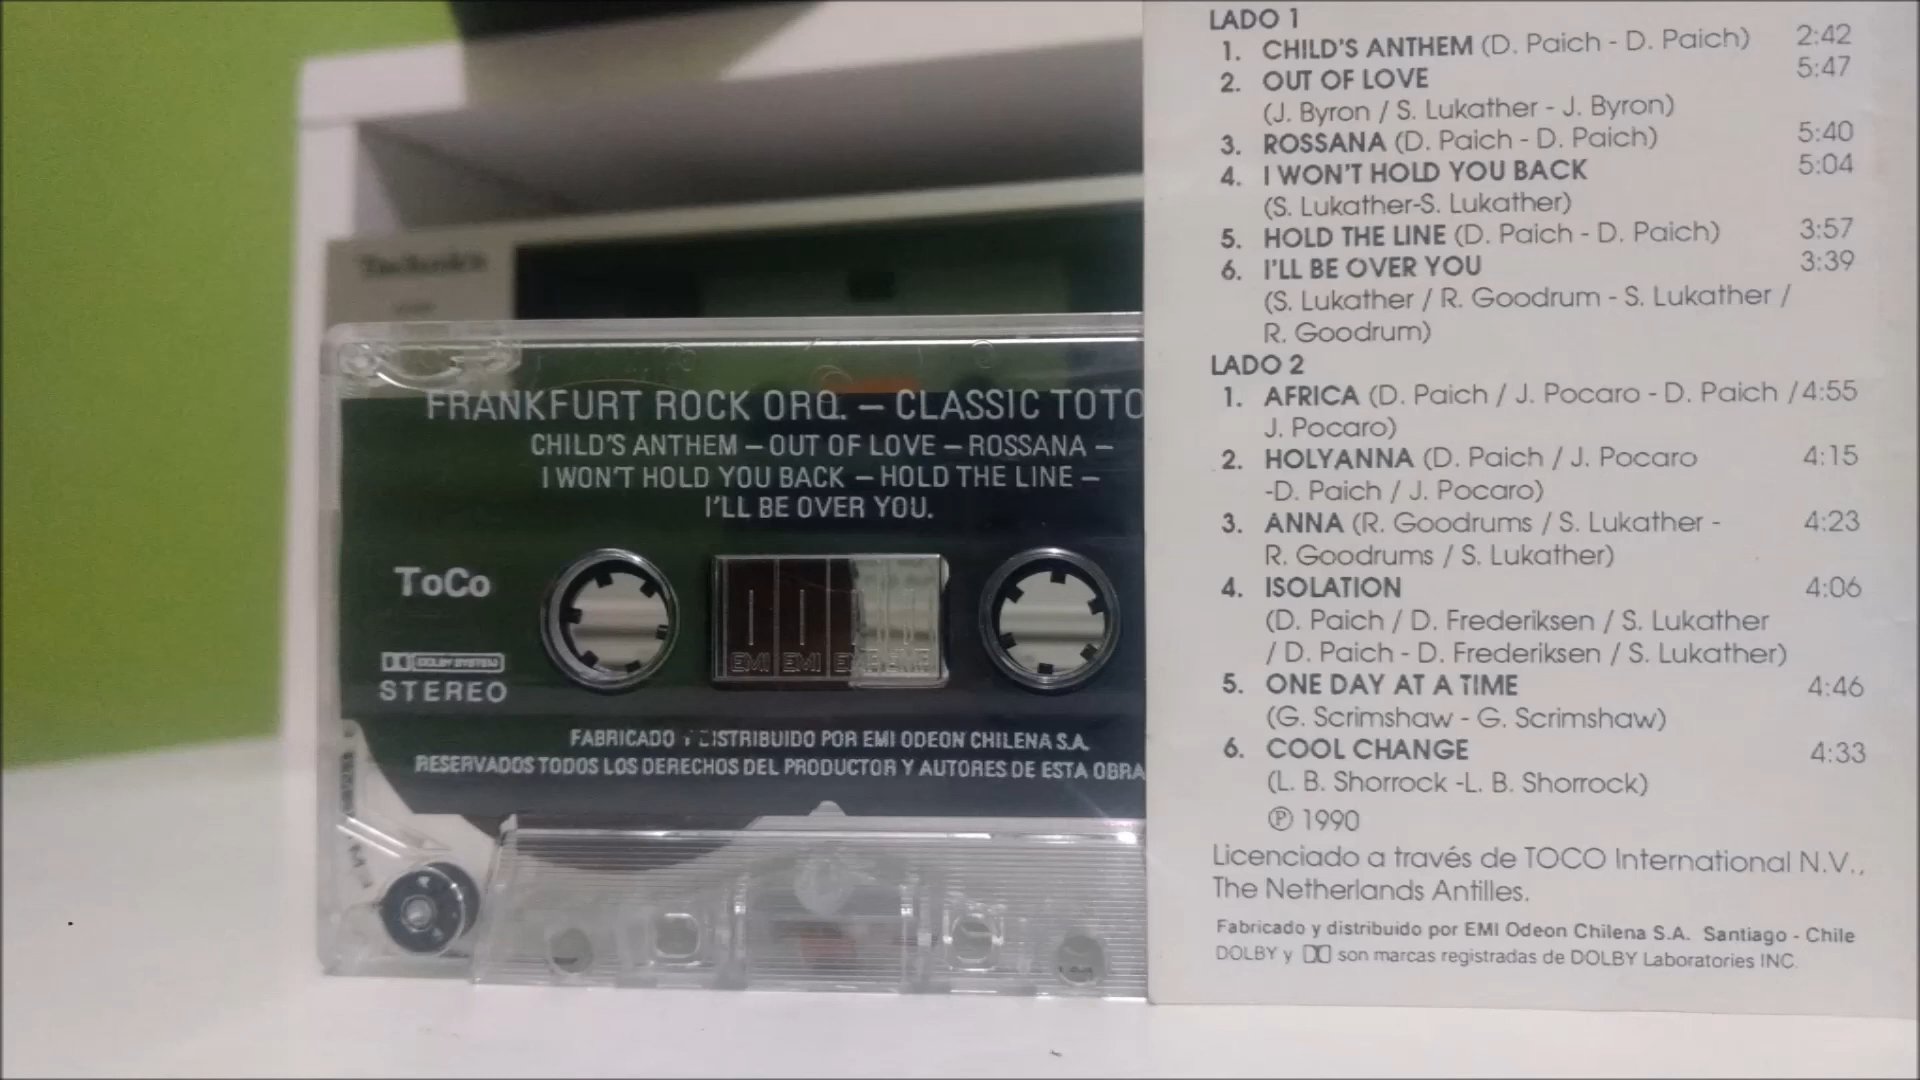 Technics
FRANKFURT ROCK ORQ. – CLASSIC TOTO
CHILD'S ANTHEM – OUT OF LOVE – ROSSANA –
I WON'T HOLD YOU BACK – HOLD THE LINE –
I'LL BE OVER YOU.
ToCo
DOLBY SYSTEM
STEREO
EMI EMI EMI EMI
FABRICADO Y DISTRIBUIDO POR EMI ODEON CHILENA S.A.
RESERVADOS TODOS LOS DERECHOS DEL PRODUCTOR Y AUTORES DE ESTA OBRA
LADO 1
1. CHILD'S ANTHEM (D. Paich - D. Paich) 2:42
2. OUT OF LOVE 5:47
(J. Byron / S. Lukather - J. Byron)
3. ROSSANA (D. Paich - D. Paich) 5:40
4. I WON'T HOLD YOU BACK 5:04
(S. Lukather-S. Lukather)
5. HOLD THE LINE (D. Paich - D. Paich) 3:57
6. I'LL BE OVER YOU 3:39
(S. Lukather / R. Goodrum - S. Lukather /
R. Goodrum)
LADO 2
1. AFRICA (D. Paich / J. Pocaro - D. Paich / 4:55
J. Pocaro)
2. HOLYANNA (D. Paich / J. Pocaro 4:15
-D. Paich / J. Pocaro)
3. ANNA (R. Goodrums / S. Lukather - 4:23
R. Goodrums / S. Lukather)
4. ISOLATION 4:06
(D. Paich / D. Frederiksen / S. Lukather
/ D. Paich - D. Frederiksen / S. Lukather)
5. ONE DAY AT A TIME 4:46
(G. Scrimshaw - G. Scrimshaw)
6. COOL CHANGE 4:33
(L. B. Shorrock -L. B. Shorrock)
℗ 1990
Licenciado a través de TOCO International N.V.,
The Netherlands Antilles.
Fabricado y distribuido por EMI Odeon Chilena S.A. Santiago - Chile
DOLBY y son marcas registradas de DOLBY Laboratories INC.